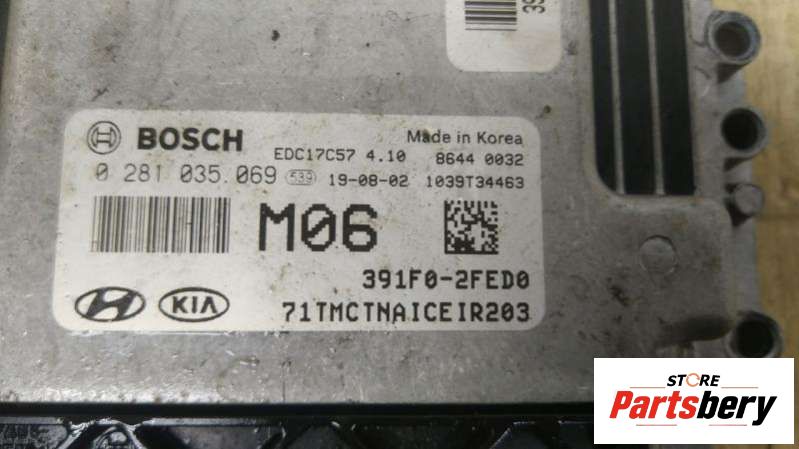 39
BOSCH
Made in Korea
EDC17C57 4.10 8644 0032
0 281 035 069 539 19-08-02 1039T34463
M06
391F0-2FED0
KIA
71TMCTNAICEIR203
STORE
Partsbery